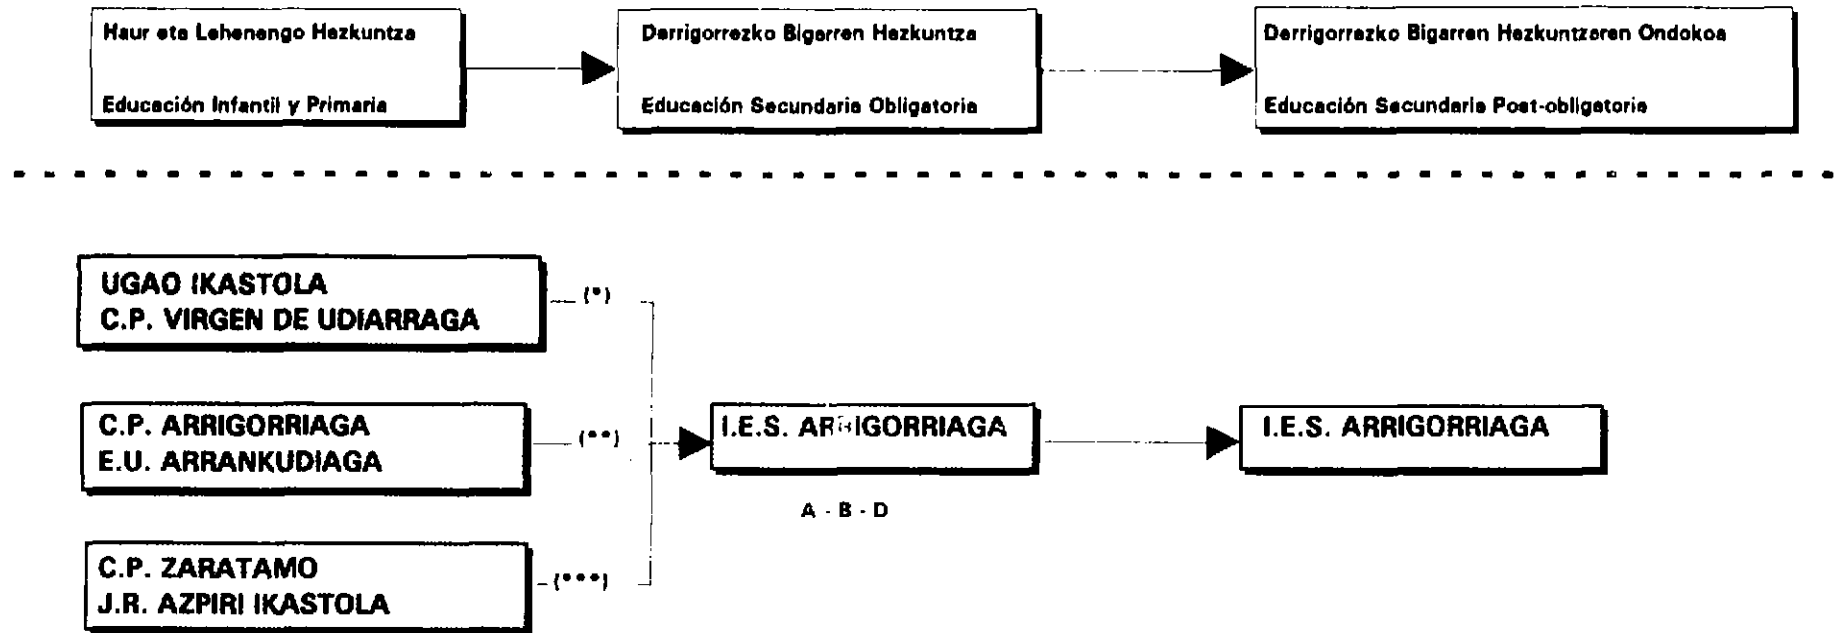 Haur eta Lehenengo Hezkuntza
Educación Infantil y Primaria
Derrigorrezko Bigarren Hezkuntza
Educación Secundaria Obligatoria
Derrigorrezko Bigarren Hezkuntzaren Ondokoa
Educación Secundaria Post-obligatoria
UGAO IKASTOLA
C.P. VIRGEN DE UDIARRAGA
(*)
C.P. ARRIGORRIAGA
E.U. ARRANKUDIAGA
(**)
I.E.S. ARRIGORRIAGA
A - B - D
I.E.S. ARRIGORRIAGA
C.P. ZARATAMO
J.R. AZPIRI IKASTOLA
(***)